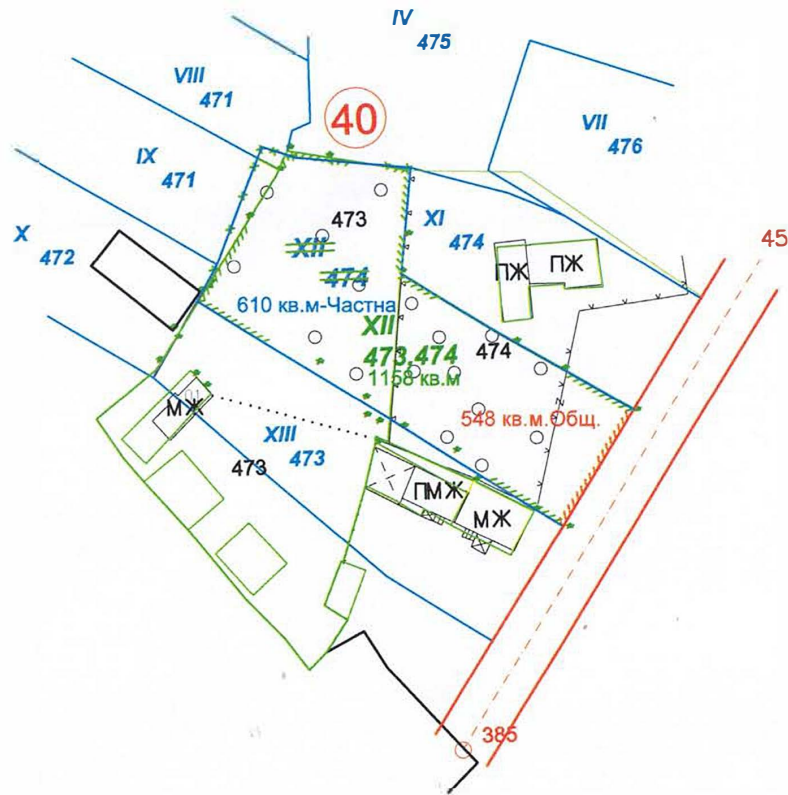 IV
475
VIII
471
40
VII
476
IX
471
473
XI
474
X
472
XII
474
ПЖ
ПЖ
45
610 кв.м-Частна
XII
473,474
1158 кв.м
474
МЖ
548 кв.м.Общ.
XIII
473
473
ПМЖ
МЖ
385